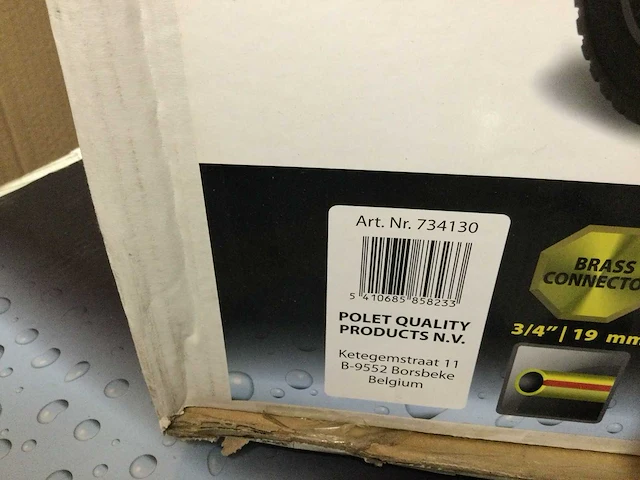 Art. Nr. 734130
5 410685 858233
POLET QUALITY
PRODUCTS N.V.
Ketegemstraat 11
B-9552 Borsbeke
Belgium
BRASS
CONNECTO
3/4" | 19 mm